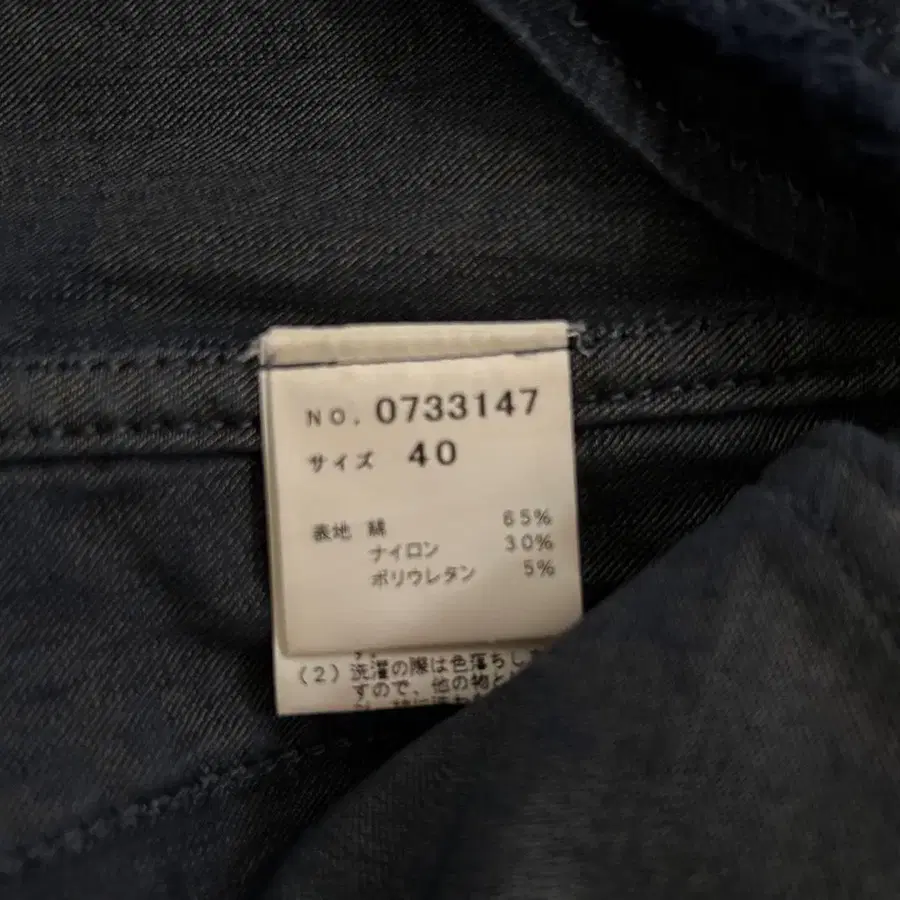 NO. 0733147
サイズ 40
表地 綿 65%
ナイロン 30%
ポリウレタン 5%
(2) 洗濯の際は色落ちしま
すので、他の物と